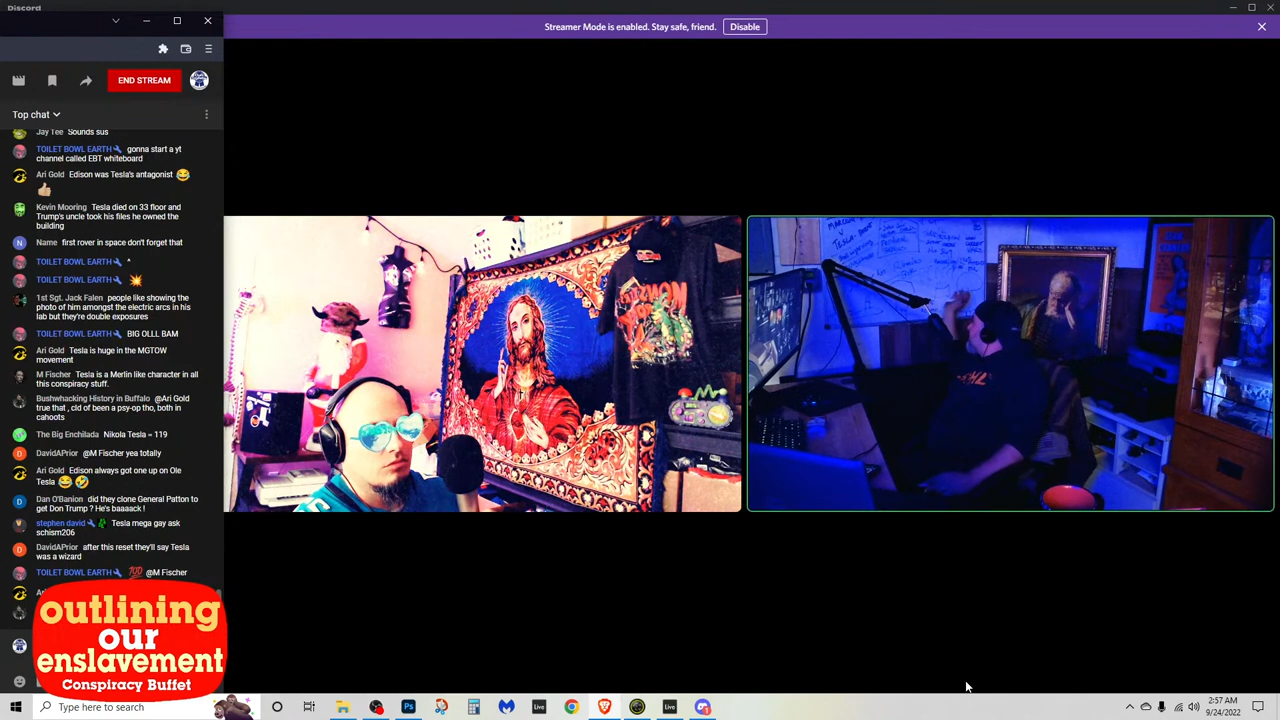 Discord
Streamer Mode is enabled. Stay safe, friend.
Disable
END STREAM
Top chat
Jay Tee Sounds sus
TOILET BOWL EARTH gonna start a yt
channel called EBT whiteboard
Ari Gold Edison was Tesla's antagonist 😂
👍🏼
Kevin Mooring Tesla died on 33 floor and
Trump's uncle took his files he owned the
building
Name first rover in space don't forget that
TOILET BOWL EARTH ^
TOILET BOWL EARTH 💥
1st Sgt. Jack Falen people like showing the
photo of him amongst the electric arcs in his
lab but they're double exposures
TOILET BOWL EARTH BIG OLLL BAM
Ari Gold Tesla is huge in the MGTOW
movement
M Fischer Tesla is a Merlin like character in all
this conspiracy stuff.
Bushwhacking History in Buffalo @Ari Gold
true that , cld of been a psy-op tho, both in
cahoots
The Big Enchilada Nikola Tesla = 119
DavidAPrior @M Fischer yea totally
Ari Gold Edison always got one up on Ole
Tesla 😂🤣
Dan O'Banion did they clone General Patton to
get Don Trump ? He's baaaack !
stephen david Tesla mega gay ask
schism206
DavidAPrior after this reset they'll say Tesla
was a wizard
TOILET BOWL EARTH 💯 @M Fischer
outlining
our
enslavement
Conspiracy Buffet
Type here to search
Ps
Live
Live
2:57 AM
9/24/2022